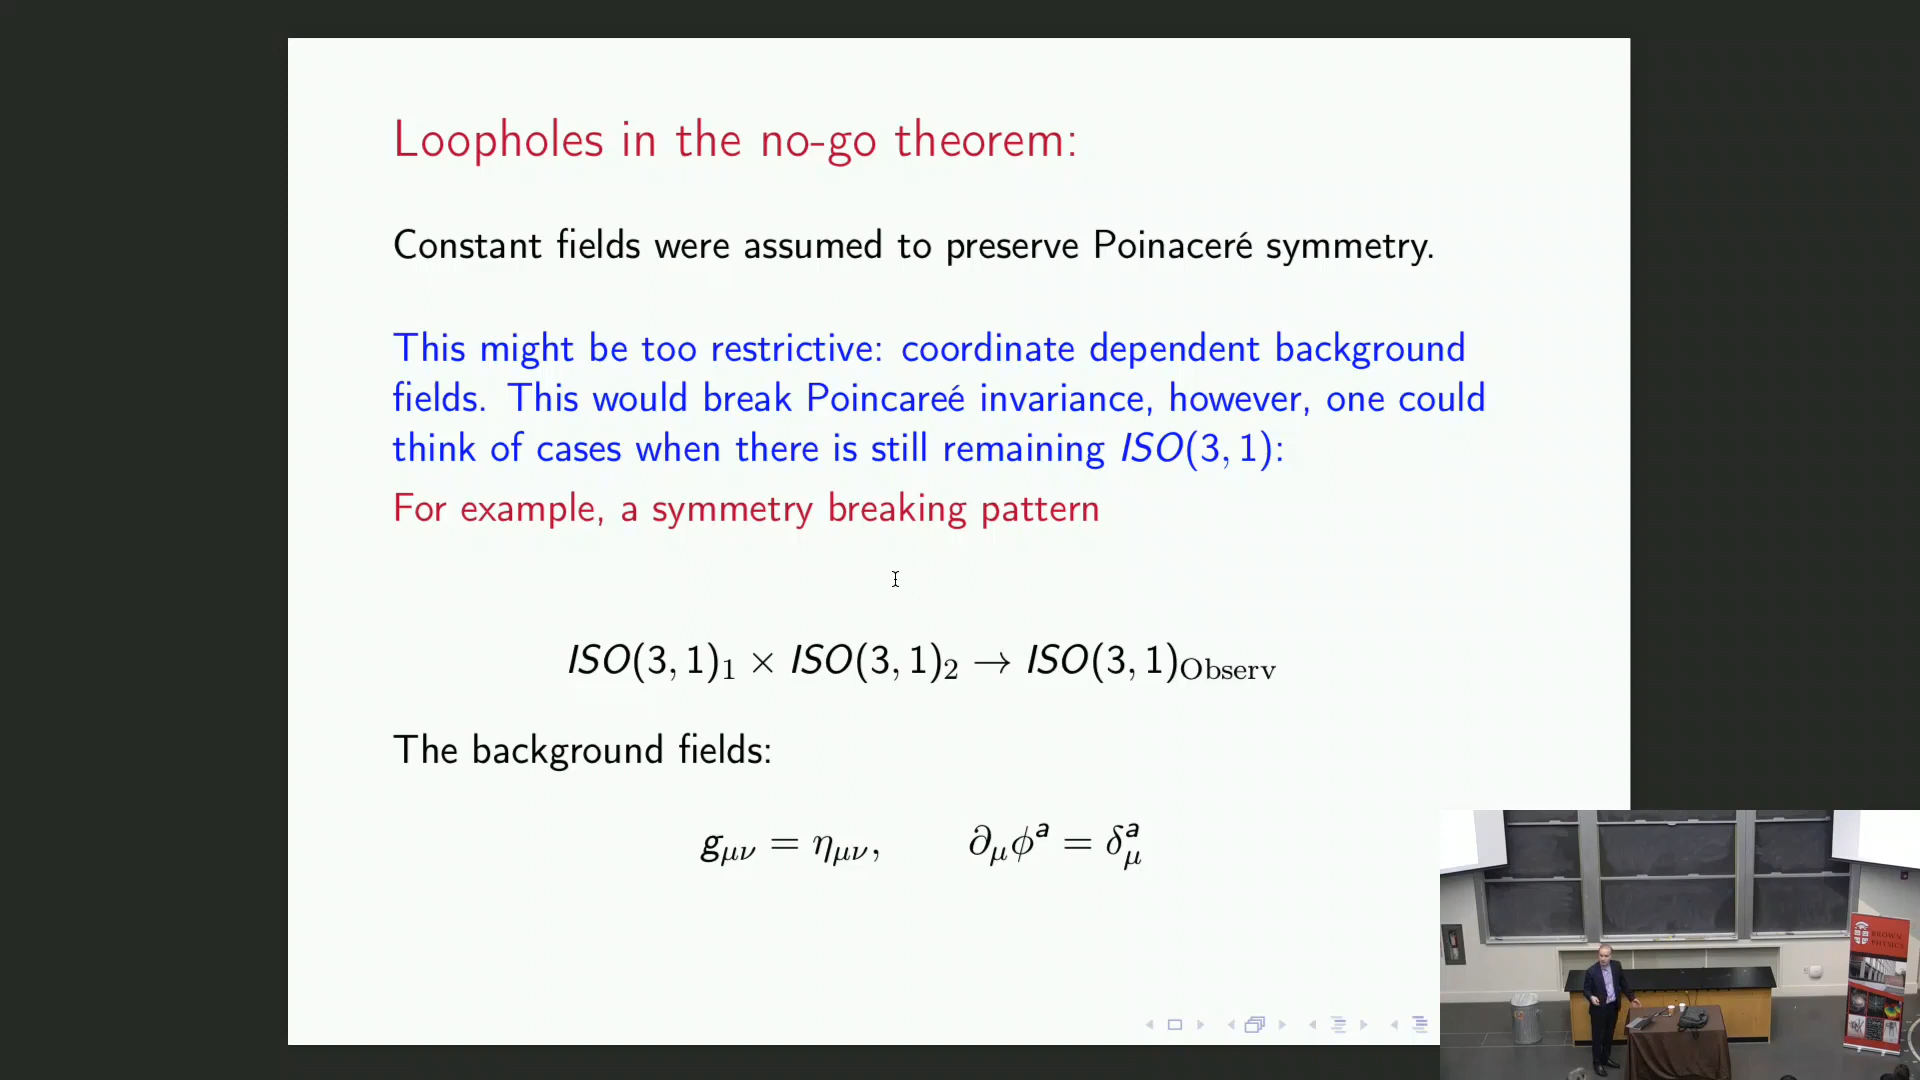 Loopholes in the no-go theorem:
Constant fields were assumed to preserve Poinaceré symmetry.
This might be too restrictive: coordinate dependent background
fields. This would break Poincareé invariance, however, one could
think of cases when there is still remaining ISO(3, 1):
For example, a symmetry breaking pattern
ISO(3, 1)₁ × ISO(3, 1)₂ → ISO(3, 1)_Observ
The background fields:
g_μν = η_μν, ∂_μϕ^a = δ^a_μ
BROWN
PHYSICS